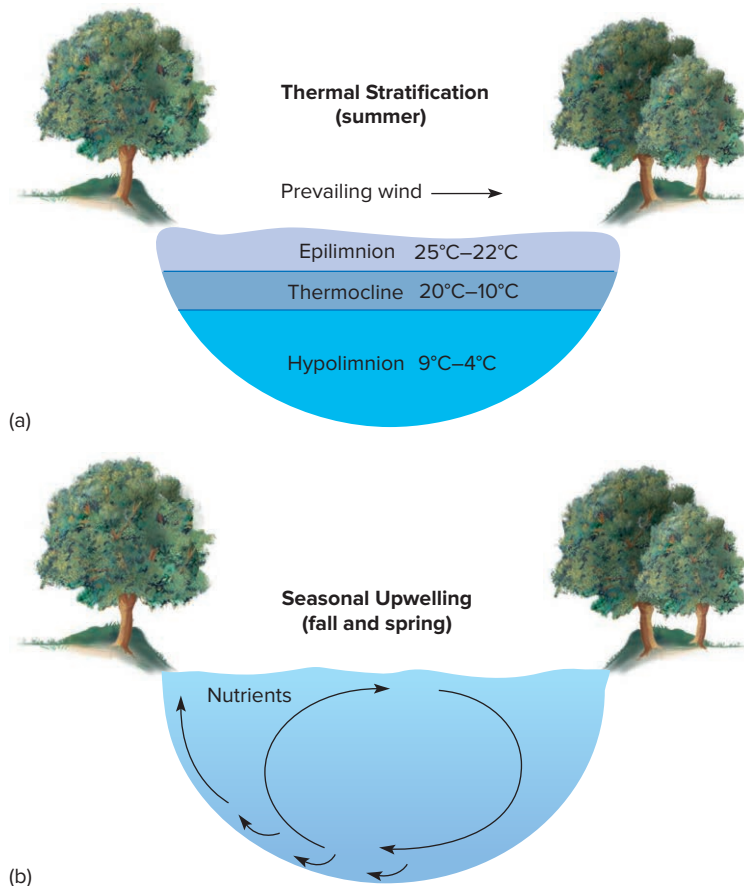 Thermal Stratification
(summer)
Prevailing wind
Epilimnion 25°C–22°C
Thermocline 20°C–10°C
Hypolimnion 9°C–4°C
(a)
Seasonal Upwelling
(fall and spring)
Nutrients
(b)